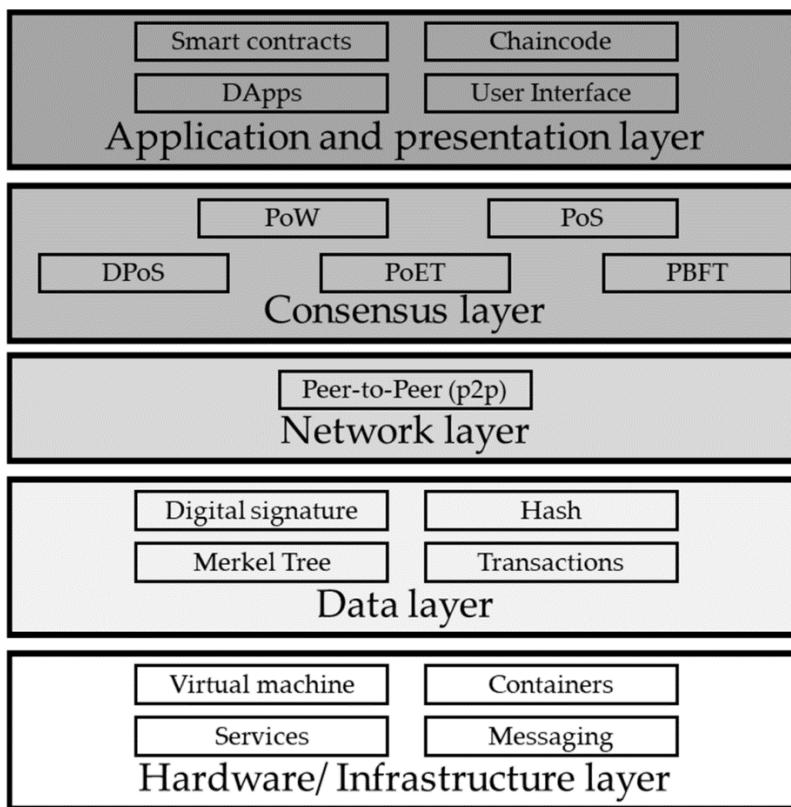 Smart contracts
Chaincode
DApps
User Interface
Application and presentation layer
PoW
PoS
DPoS
PoET
PBFT
Consensus layer
Peer-to-Peer (p2p)
Network layer
Digital signature
Hash
Merkel Tree
Transactions
Data layer
Virtual machine
Containers
Services
Messaging
Hardware/ Infrastructure layer